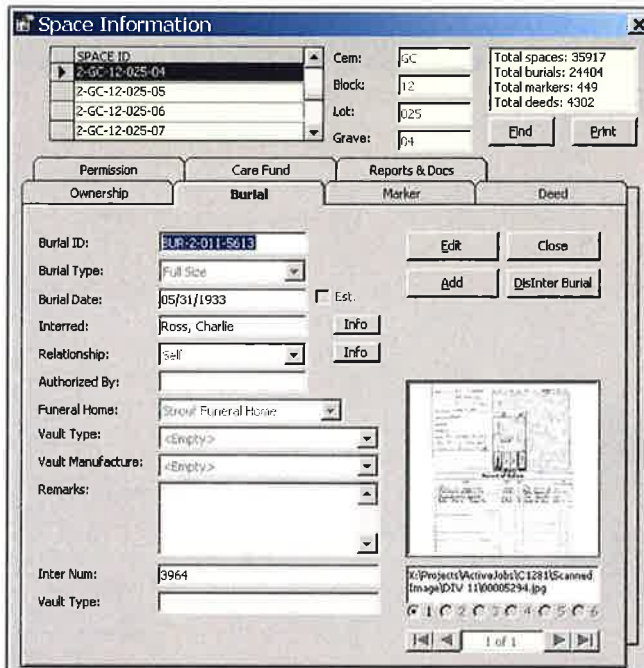 Space Information
SPACE ID
2-GC-12-025-04
2-GC-12-025-05
2-GC-12-025-06
2-GC-12-025-07
Cem: GC
Block: 12
Lot: 025
Grave: 04
Total spaces: 35917
Total burials: 24404
Total markers: 449
Total deeds: 4302
Find Print
Permission Care Fund Reports & Docs
Ownership Burial Marker Deed
Burial ID: BUR-2-011-5613
Edit Close
Burial Type: Full Size
Add DisInter Burial
Burial Date: 05/31/1933 Est.
Interred: Ross, Charlie Info
Relationship: Self Info
Authorized By:
Funeral Home: Strout Funeral Home
Vault Type: <Empty>
Vault Manufacture: <Empty>
Remarks:
Inter Num: 3964
Vault Type:
X:\Projects\ActiveJobs\C1281\Scanned
Image\DIV 11\00005294.jpg
1 2 3 4 5 6
1 of 1